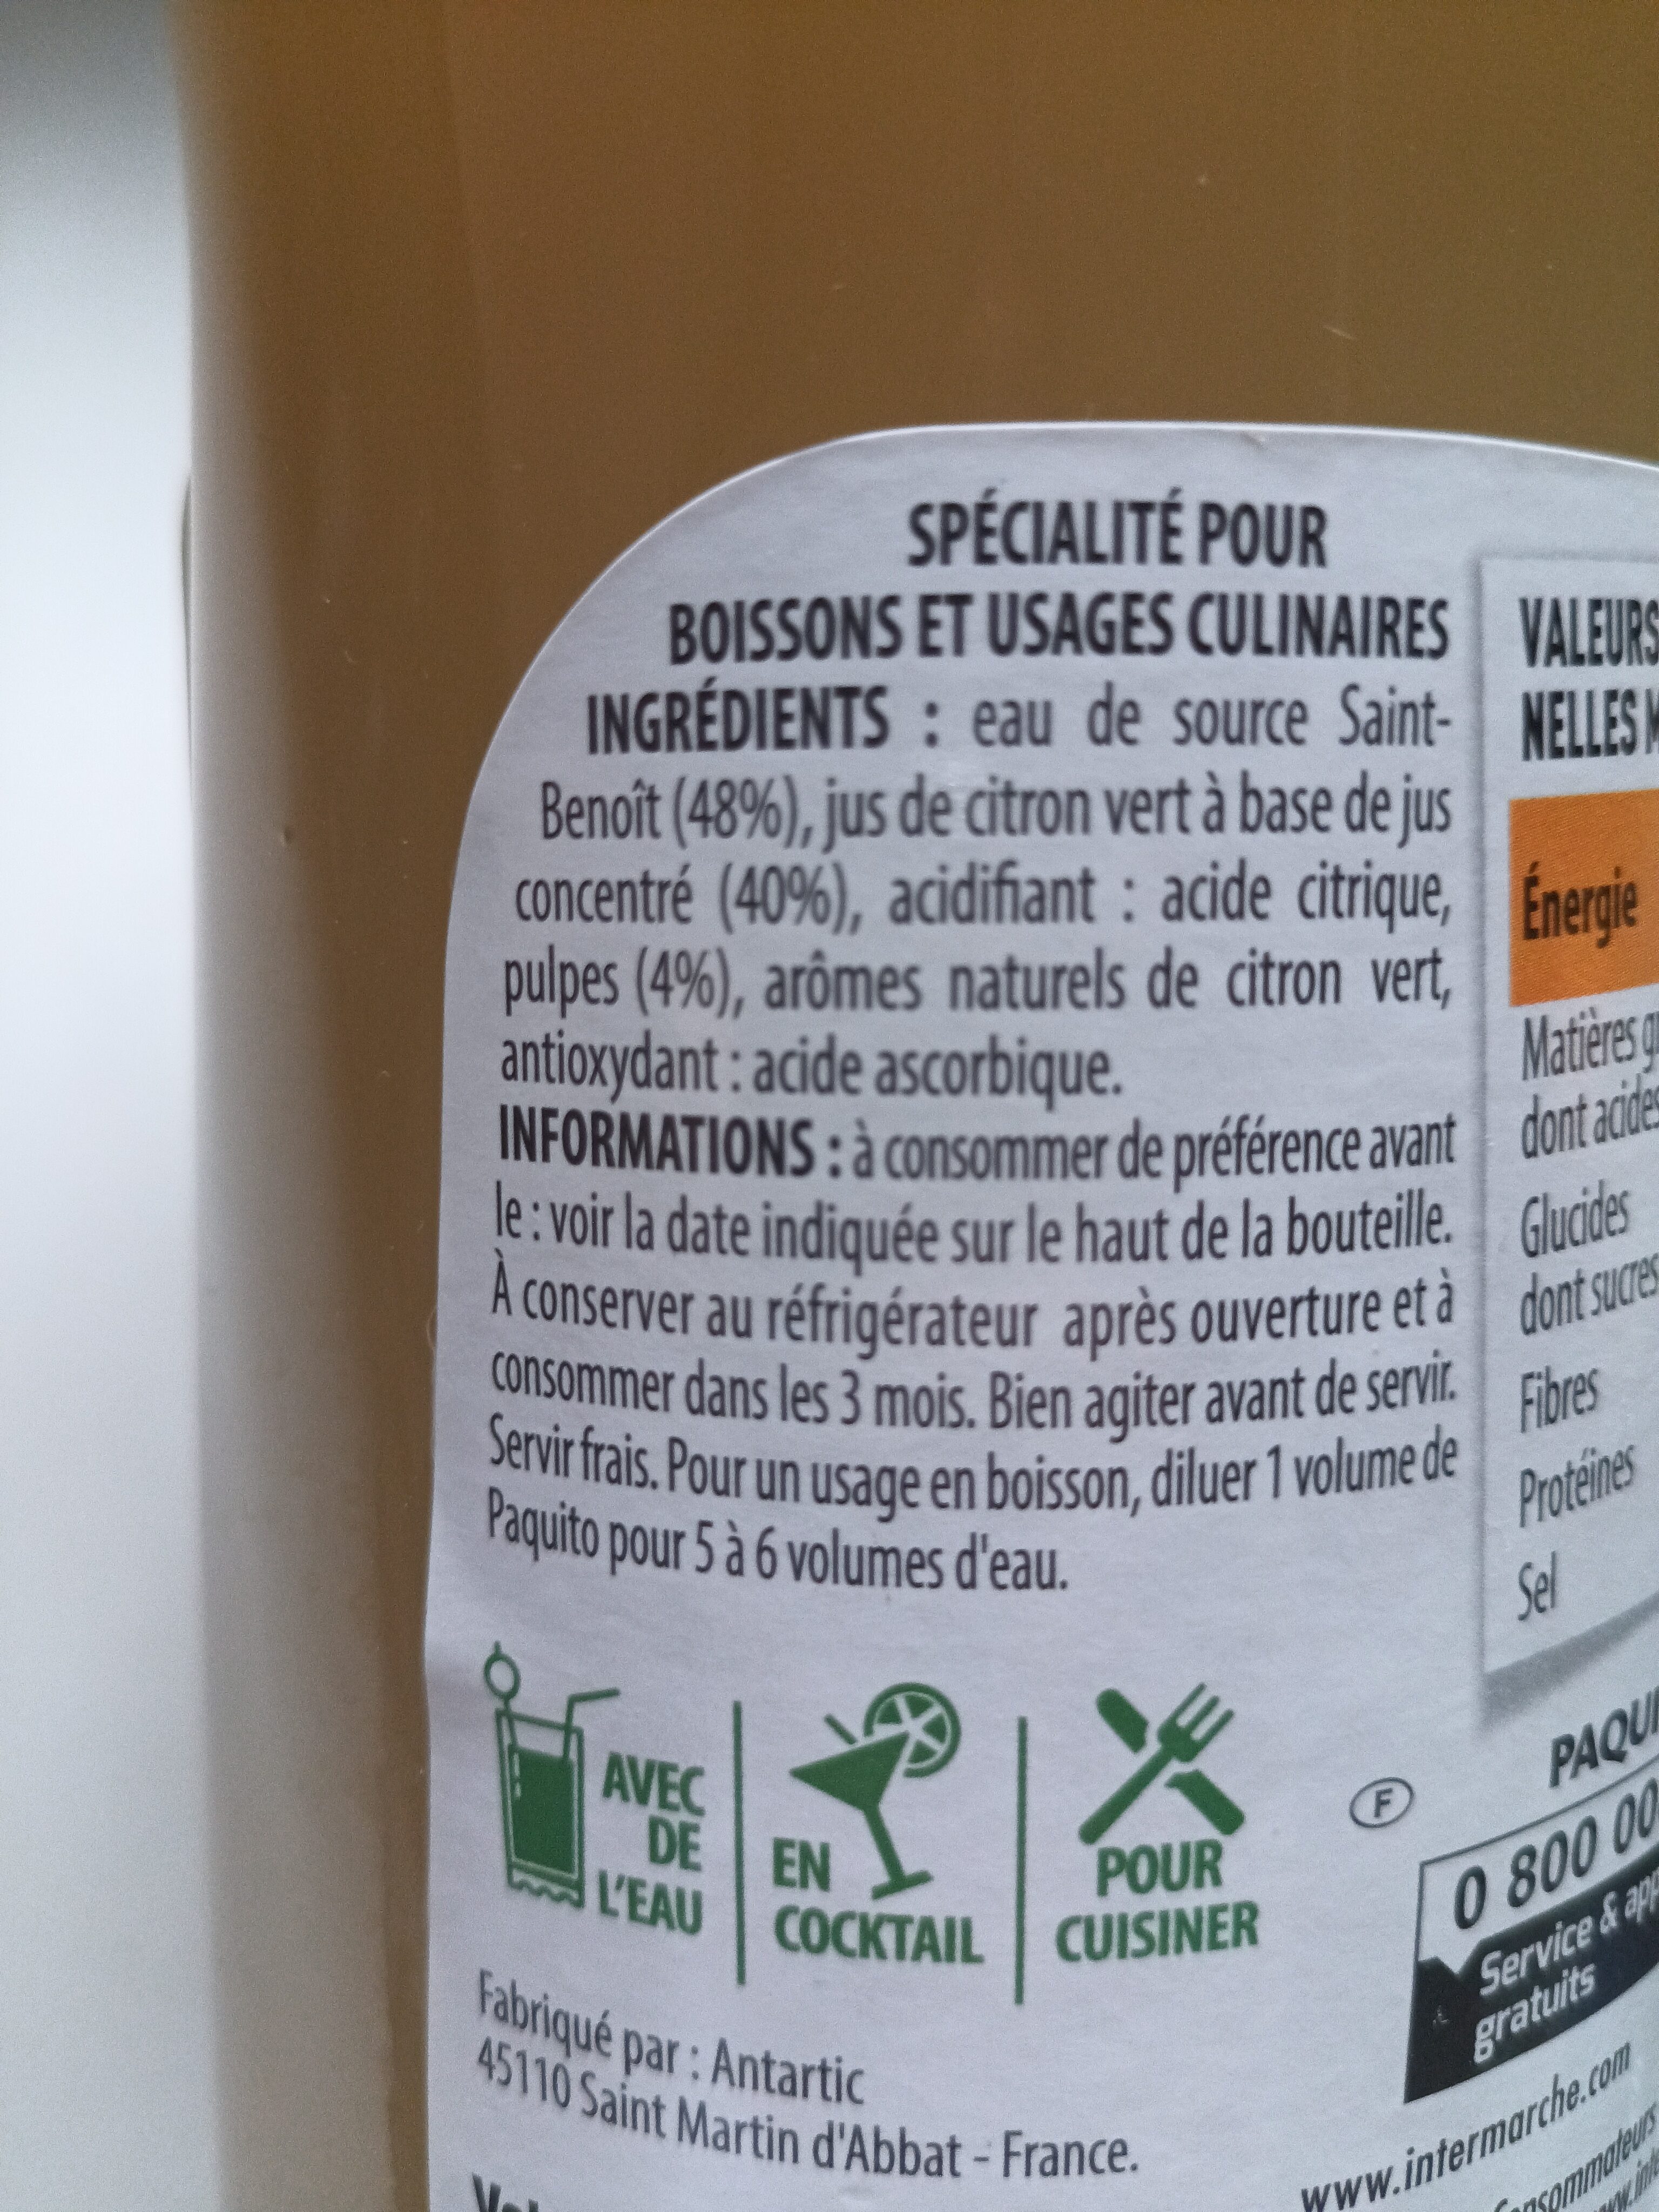 SPÉCIALITÉ POUR
BOISSONS ET USAGES CULINAIRES
INGRÉDIENTS : eau de source Saint-
Benoît (48%), jus de citron vert à base de jus
concentré (40%), acidifiant : acide citrique,
pulpes (4%), arômes naturels de citron vert,
antioxydant : acide ascorbique.
INFORMATIONS : à consommer de préférence avant
le : voir la date indiquée sur le haut de la bouteille.
À conserver au réfrigérateur après ouverture et à
consommer dans les 3 mois. Bien agiter avant de servir.
Servir frais. Pour un usage en boisson, diluer 1 volume de
Paquito pour 5 à 6 volumes d'eau.
AVEC
DE
L'EAU
EN
COCKTAIL
POUR
CUISINER
Fabriqué par : Antartic
45110 Saint Martin d'Abbat - France.
VALEURS
NELLES
Énergie
Matières
dont acides
Glucides
dont sucres
Fibres
Protéines
Sel
F
PAQUI
0 800 00
Service &
gratuits
www.intermarche.com